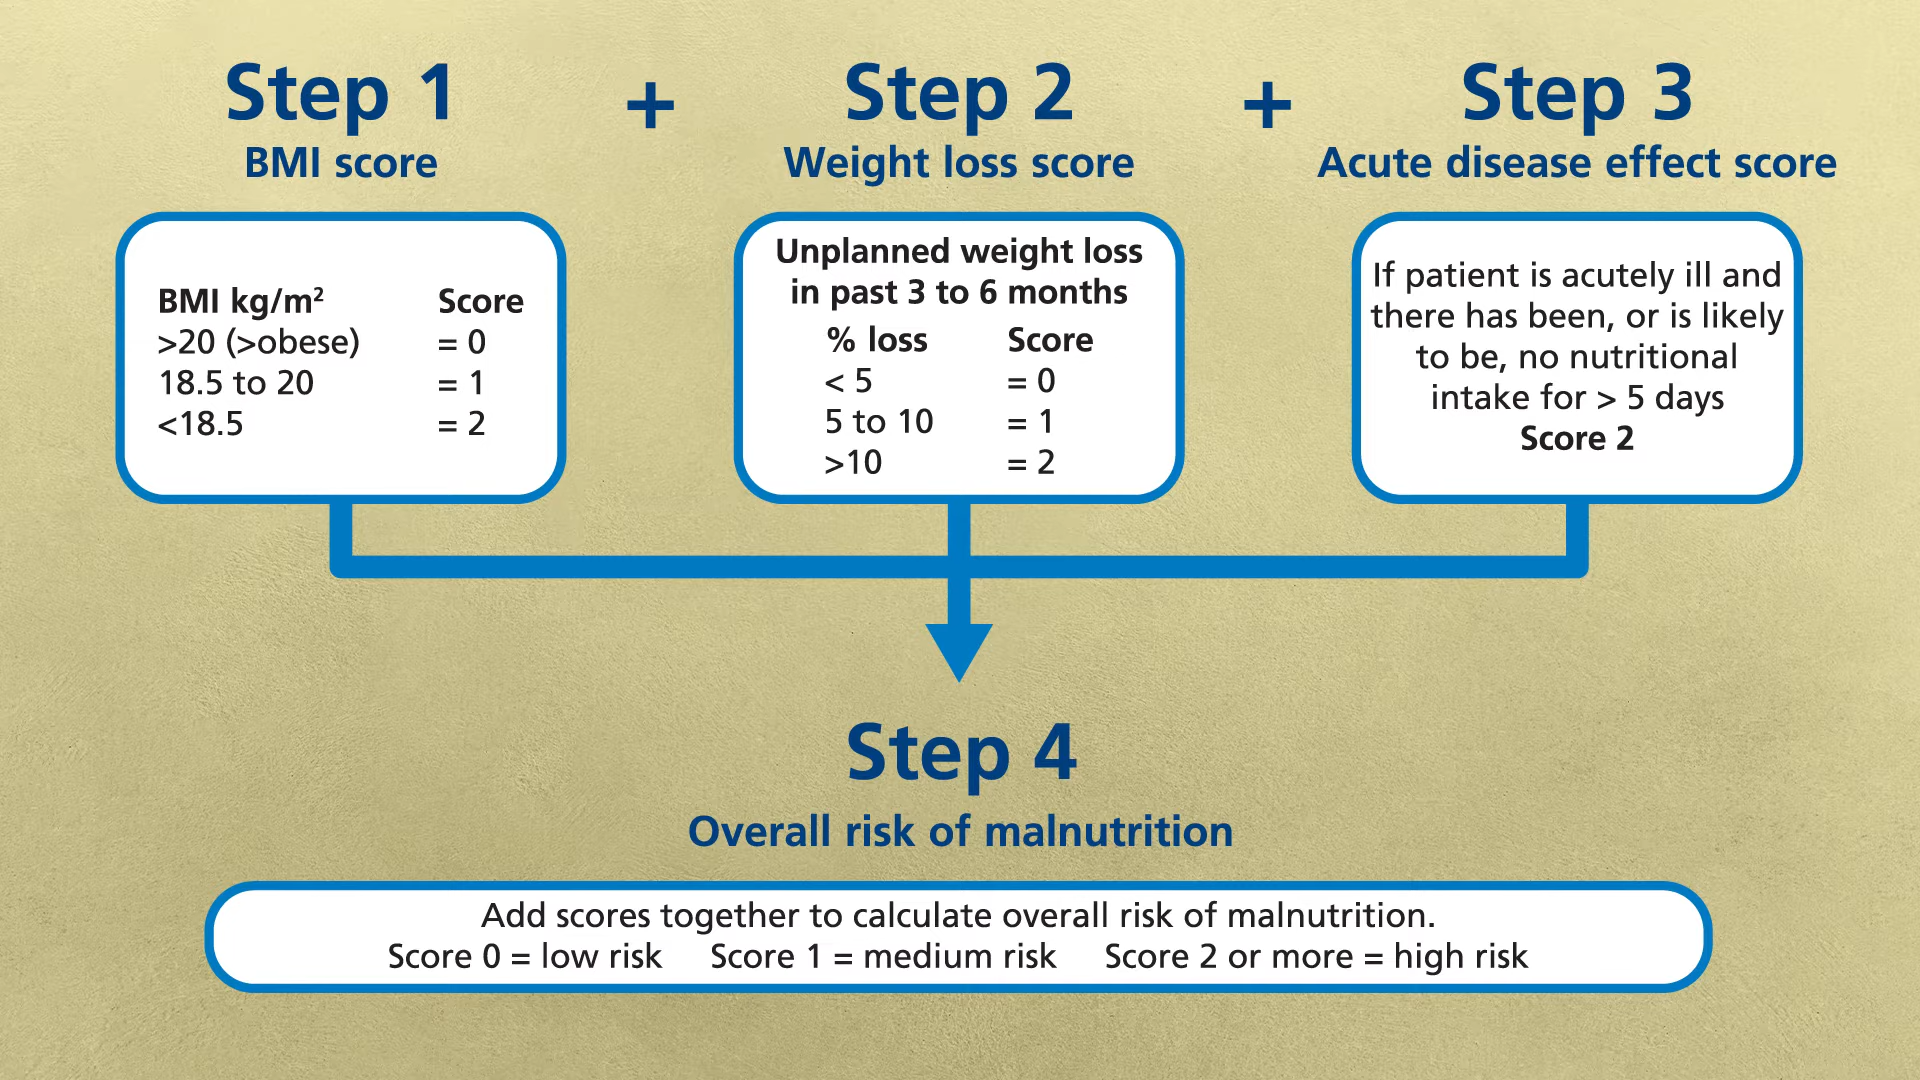 Step 1 + Step 2 + Step 3
BMI score
Weight loss score
Acute disease effect score
BMI kg/m² Score
>20 (>obese) = 0
18.5 to 20 = 1
<18.5 = 2
Unplanned weight loss
in past 3 to 6 months
% loss Score
< 5 = 0
5 to 10 = 1
>10 = 2
If patient is acutely ill and
there has been, or is likely
to be, no nutritional
intake for > 5 days
Score 2
Step 4
Overall risk of malnutrition
Add scores together to calculate overall risk of malnutrition.
Score 0 = low risk Score 1 = medium risk Score 2 or more = high risk